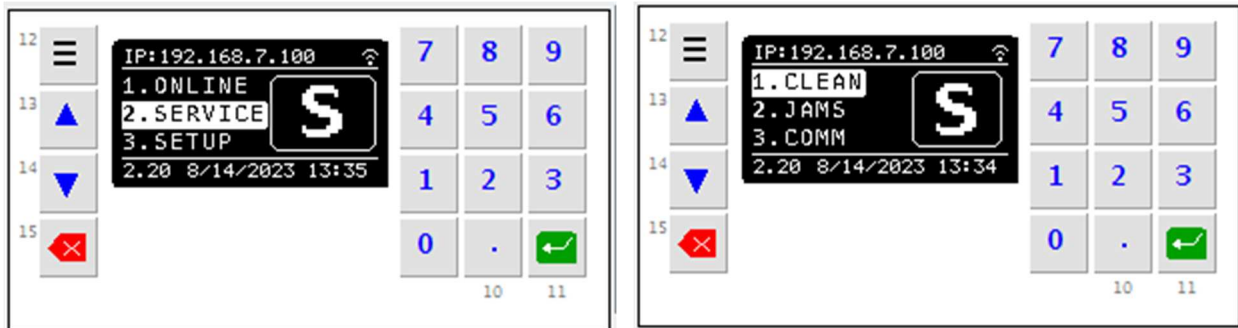 12
IP:192.168.7.100
1.ONLINE
2.SERVICE
3.SETUP
S
2.20 8/14/2023 13:35
13
14
15
7 8 9
4 5 6
1 2 3
0 .
10 11
12
IP:192.168.7.100
1.CLEAN
2.JAMS
3.COMM
S
2.20 8/14/2023 13:34
13
14
15
7 8 9
4 5 6
1 2 3
0 .
10 11